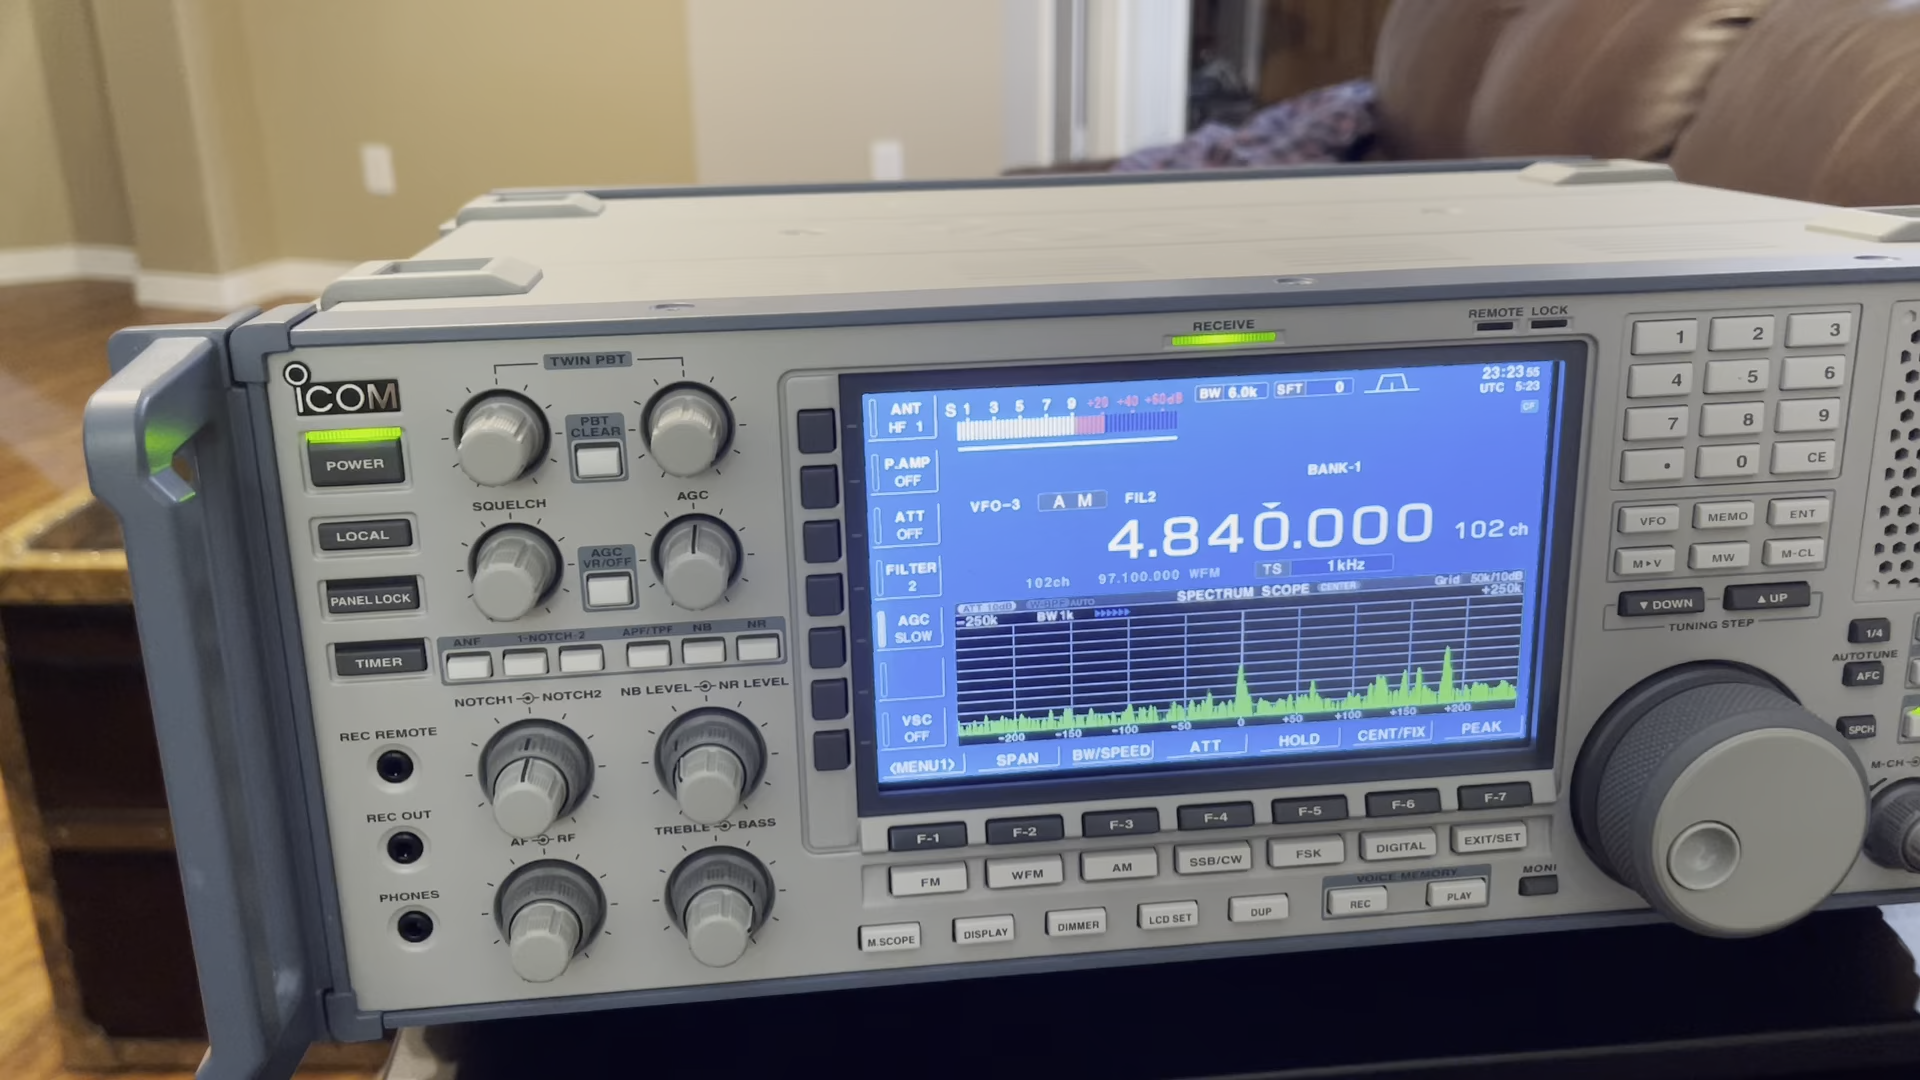 RECEIVE
REMOTE LOCK
iCOM
POWER
LOCAL
PANEL LOCK
TIMER
REC REMOTE
REC OUT
PHONES
TWIN PBT
PBT
CLEAR
SQUELCH
AGC
AGC
VR/OFF
ANF
1-NOTCH-2
APF/TPF
NB
NR
NOTCH1
NOTCH2
NB LEVEL
NR LEVEL
AF
RF
TREBLE
BASS
ANT
HF 1
P.AMP
OFF
ATT
OFF
FILTER
2
AGC
SLOW
VSC
OFF
<MENU1>
S 1 3 5 7 9 +20 +40 +60dB
BW 6.0k
SFT 0
23:23 55
UTC 5:23
CF
BANK-1
VFO-3
AM
FIL2
4.840.000
102 ch
102ch 97.100.000 WFM
TS 1kHz
SPECTRUM SCOPE CENTER
Grid 50k/10dB
ATT 10dB
AUTO
-250k
BW 1k
+250k
-200 -150 -100 -50 0 +50 +100 +150 +200
SPAN
BW/SPEED
ATT
HOLD
CENT/FIX
PEAK
F-1
F-2
F-3
F-4
F-5
F-6
F-7
FM
WFM
AM
SSB/CW
FSK
DIGITAL
EXIT/SET
M.SCOPE
DISPLAY
DIMMER
LCD SET
DUP
VOICE MEMORY
REC
PLAY
MONI
1 2 3
4 5 6
7 8 9
. 0 CE
VFO
MEMO
ENT
M▸V
MW
M-CL
▼DOWN
▲UP
TUNING STEP
1/4
AUTOTUNE
AFC
SPCH
M-CH